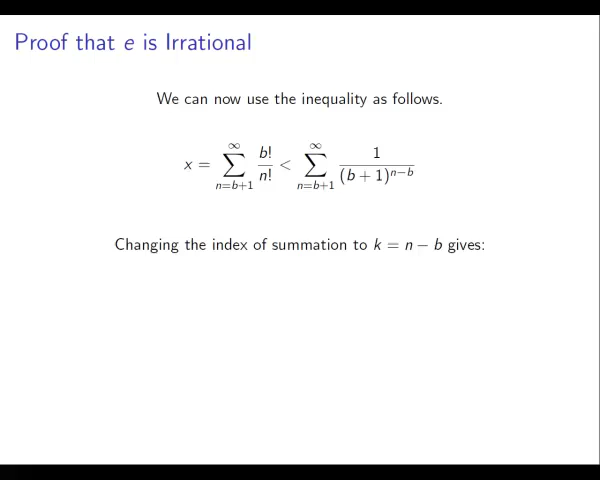 Proof that e is Irrational
We can now use the inequality as follows.
x = ∞∑n=b+1 b!/n! < ∞∑n=b+1 1/(b + 1)ⁿ⁻ᵇ
Changing the index of summation to k = n − b gives: